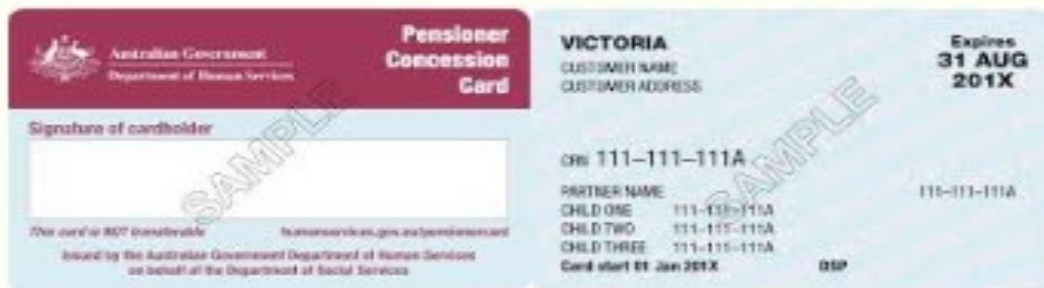 Australian Government
Department of Human Services
Pensioner
Concession
Card
Signature of cardholder
SAMPLE
This card is NOT transferable
humanservices.gov.au/pensionercard
Issued by the Australian Government Department of Human Services
on behalf of the Department of Social Services
VICTORIA
CUSTOMER NAME
CUSTOMER ADDRESS
Expires
31 AUG
201X
CRN 111-111-111A
PARTNER NAME 111-111-111A
CHILD ONE 111-111-111A
CHILD TWO 111-111-111A
CHILD THREE 111-111-111A
Card start 01 Jan 201X DSP
SAMPLE